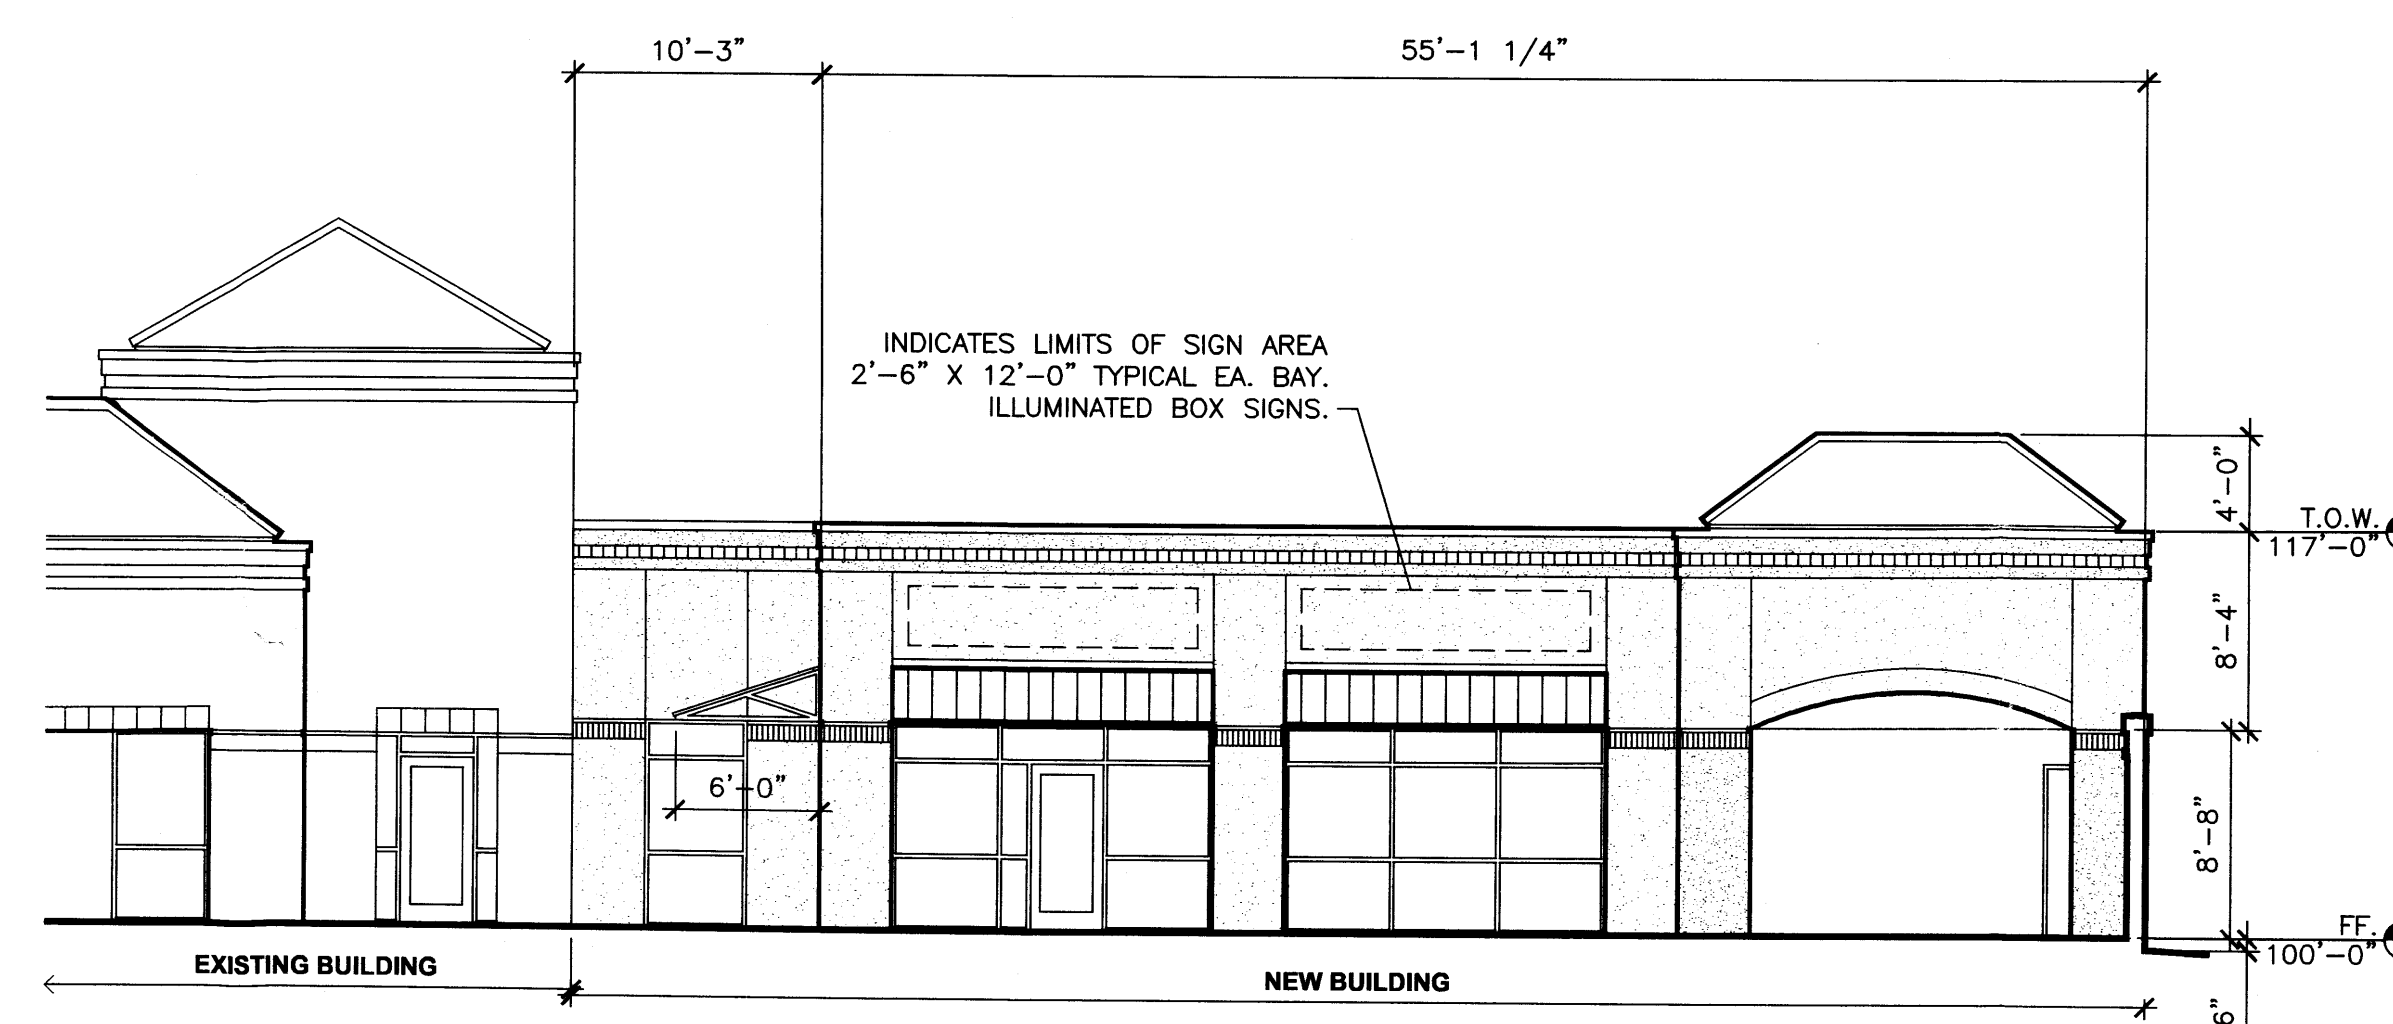 10'-3"
55'-1 1/4"
INDICATES LIMITS OF SIGN AREA
2'-6" X 12'-0" TYPICAL EA. BAY.
ILLUMINATED BOX SIGNS.
4'-0"
T.O.W.
117'-0"
8'-4"
6'-0"
8'-8"
FF.
100'-0"
EXISTING BUILDING
NEW BUILDING
6"